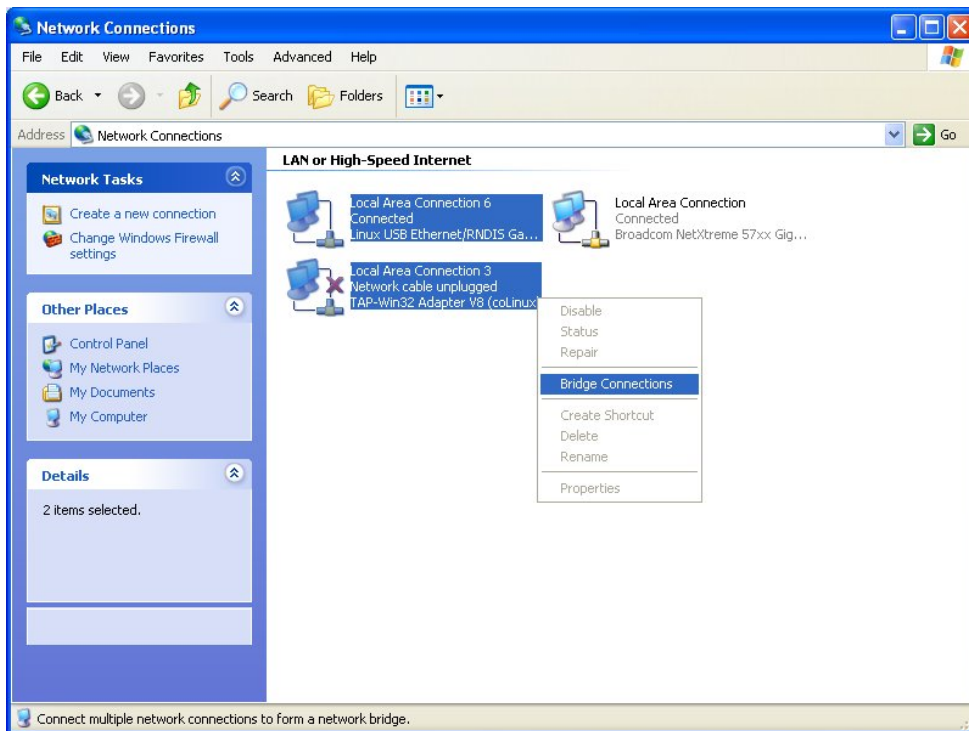 Network Connections
File Edit View Favorites Tools Advanced Help
Back Search Folders
Address Network Connections Go
Network Tasks
Create a new connection
Change Windows Firewall
settings
Other Places
Control Panel
My Network Places
My Documents
My Computer
Details
2 items selected.
LAN or High-Speed Internet
Local Area Connection 6
Connected
Linux USB Ethernet/RNDIS Ga...
Local Area Connection
Connected
Broadcom NetXtreme 57xx Gig...
Local Area Connection 3
Network cable unplugged
TAP-Win32 Adapter V8 (coLinux)
Disable
Status
Repair
Bridge Connections
Create Shortcut
Delete
Rename
Properties
Connect multiple network connections to form a network bridge.